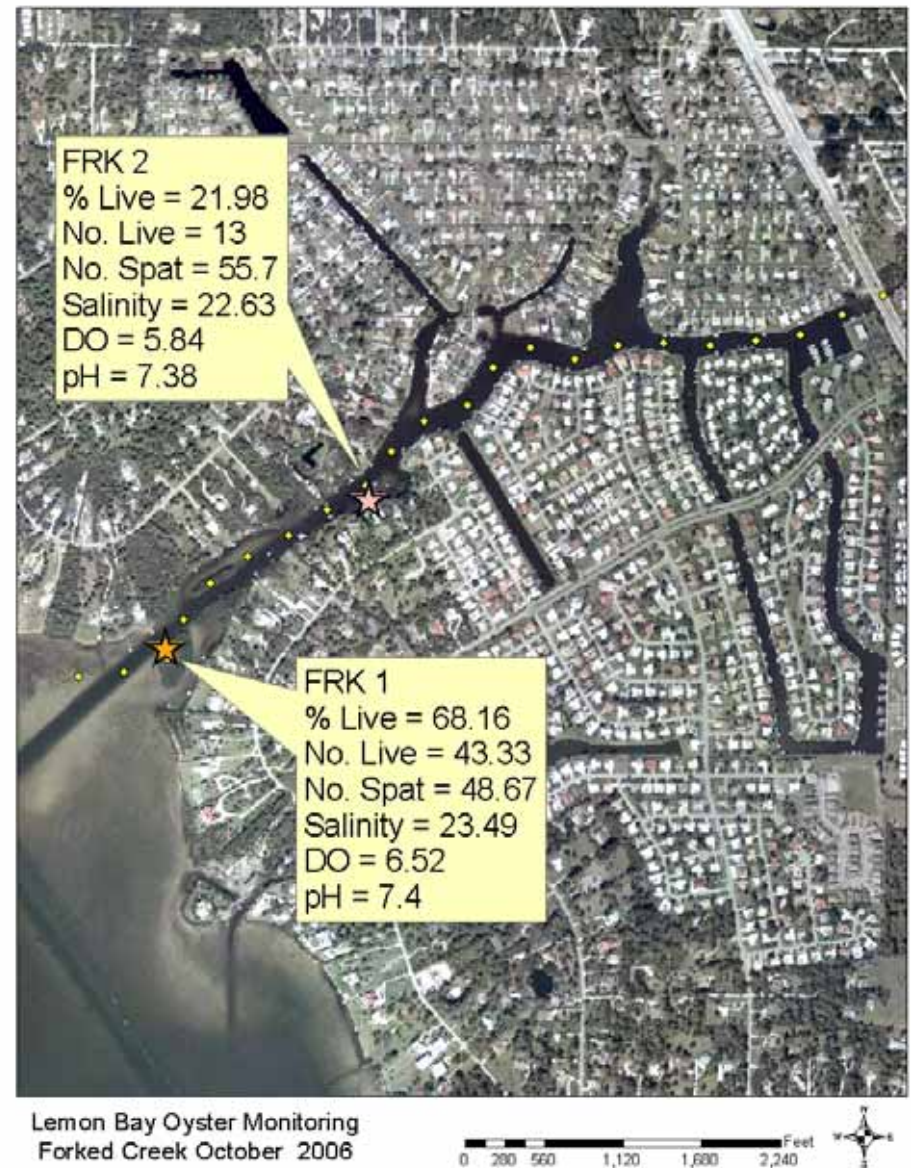 FRK 2
% Live = 21.98
No. Live = 13
No. Spat = 55.7
Salinity = 22.63
DO = 5.84
pH = 7.38
FRK 1
% Live = 68.16
No. Live = 43.33
No. Spat = 48.67
Salinity = 23.49
DO = 6.52
pH = 7.4
Lemon Bay Oyster Monitoring
Forked Creek October 2006
Feet
0 280 560 1,120 1,680 2,240
N
W E
S